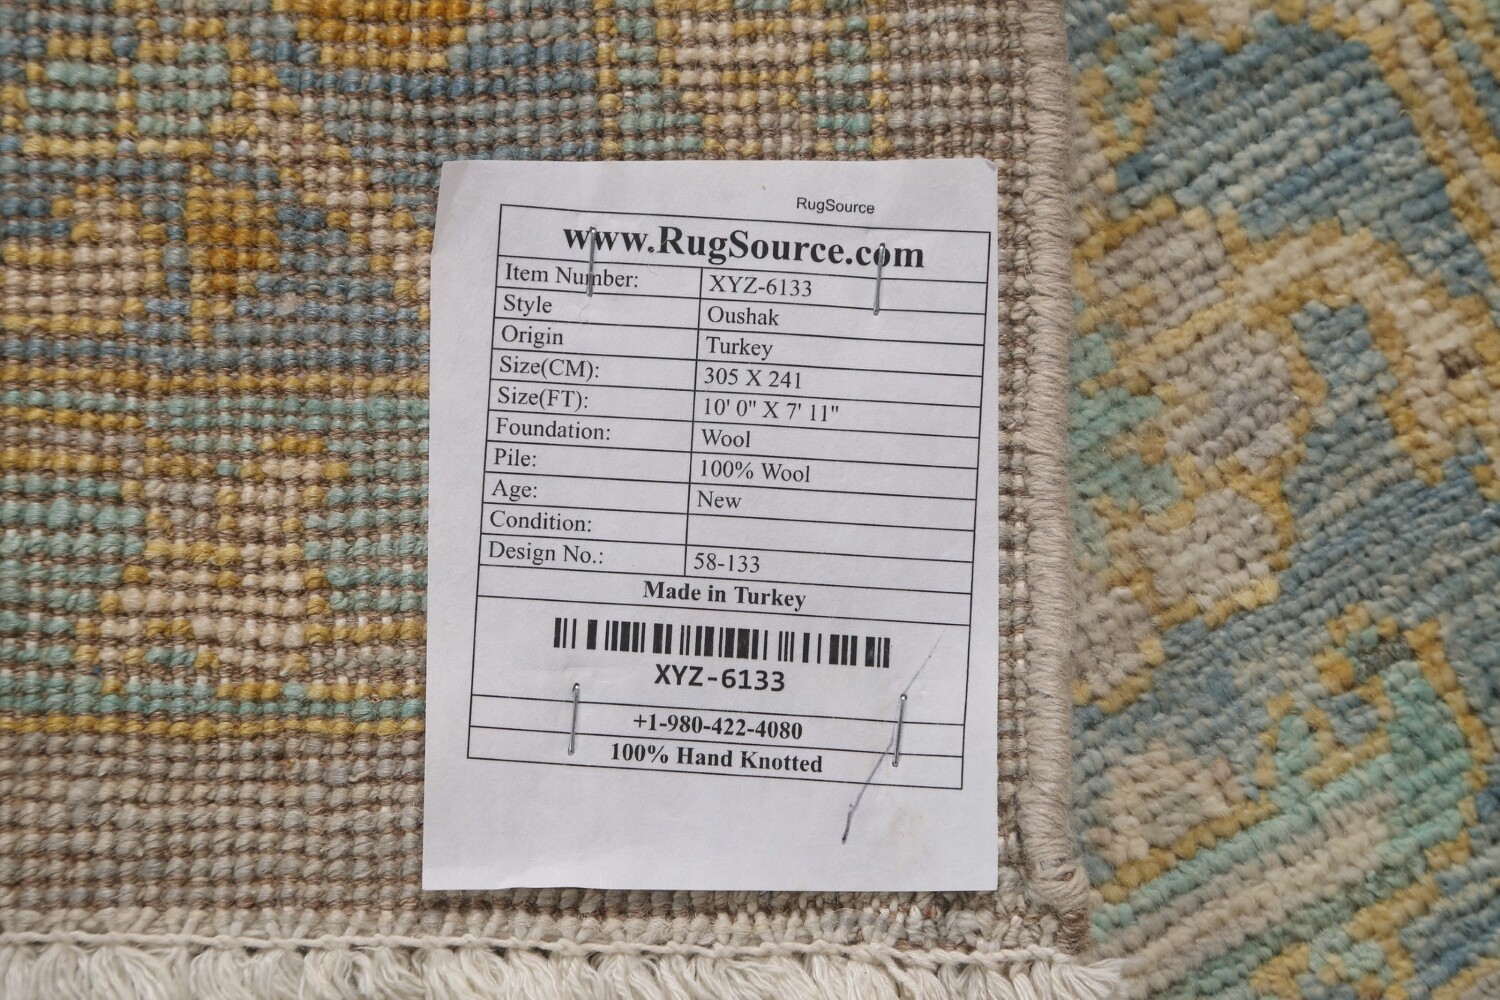 RugSource
www.RugSource.com
Item Number: XYZ-6133
Style Oushak
Origin Turkey
Size(CM): 305 X 241
Size(FT): 10' 0" X 7' 11"
Foundation: Wool
Pile: 100% Wool
Age: New
Condition:
Design No.: 58-133
Made in Turkey
XYZ-6133
+1-980-422-4080
100% Hand Knotted